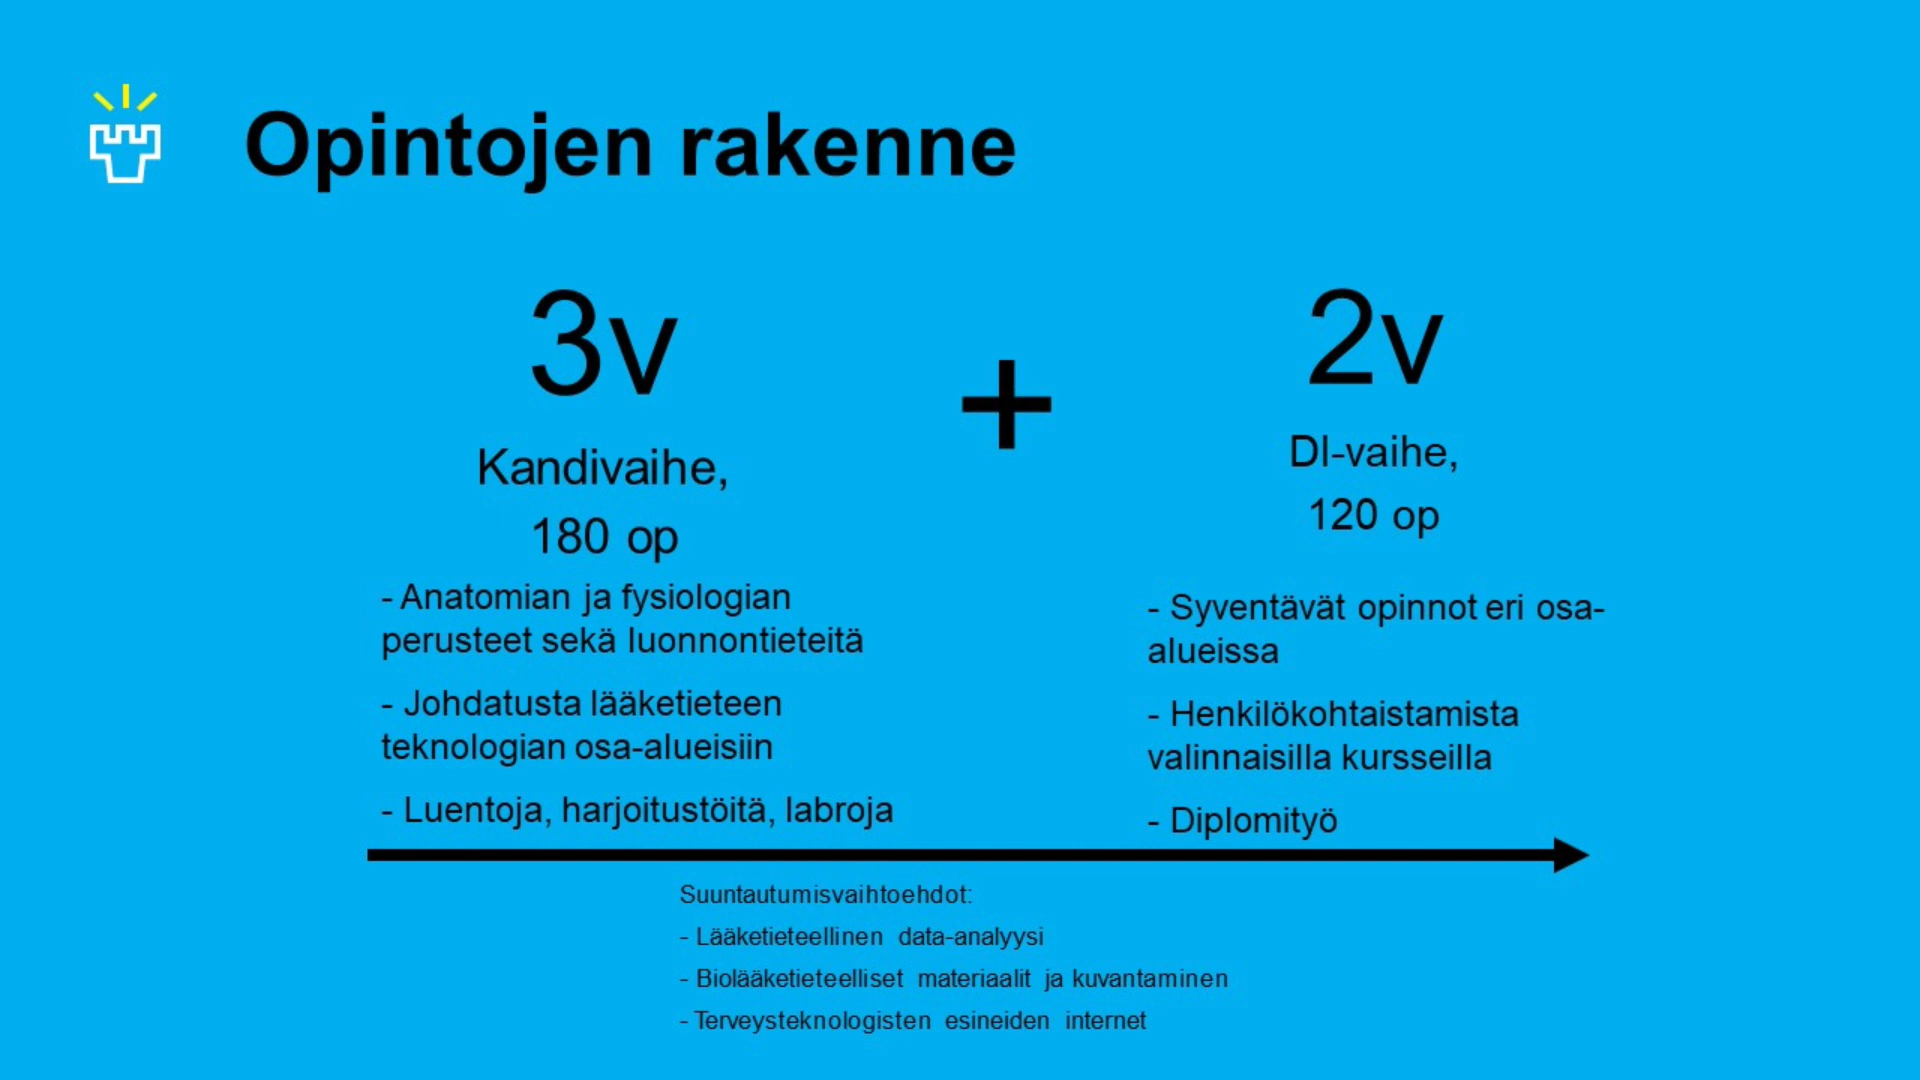 Opintojen rakenne
3v
Kandivaihe,
180 op
- Anatomian ja fysiologian
perusteet sekä luonnontieteitä
- Johdatusta lääketieteen
teknologian osa-alueisiin
- Luentoja, harjoitustöitä, labroja
+
2v
DI-vaihe,
120 op
- Syventävät opinnot eri osa-
alueissa
- Henkilökohtaistamista
valinnaisilla kursseilla
- Diplomityö
Suuntautumisvaihtoehdot:
- Lääketieteellinen data-analyysi
- Biolääketieteelliset materiaalit ja kuvantaminen
- Terveysteknologisten esineiden internet